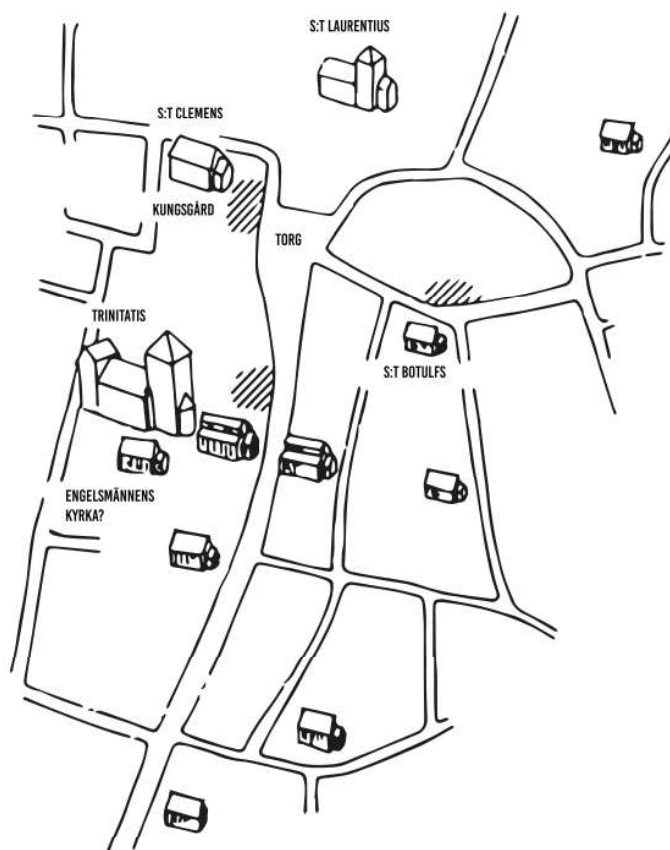 S:T LAURENTIUS
S:T CLEMENS
KUNGSGÅRD
TORG
TRINITATIS
S:T BOTULFS
ENGELSMÄNNENS
KYRKA?